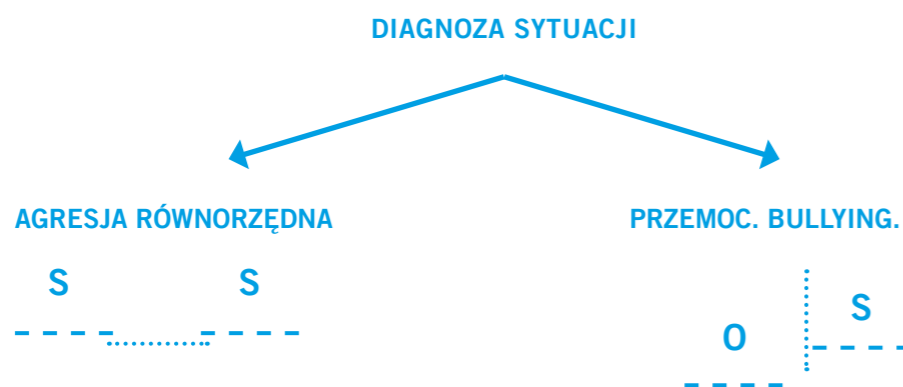 DIAGNOZA SYTUACJI
AGRESJA RÓWNORZĘDNA
PRZEMOC. BULLYING.
S S
O S